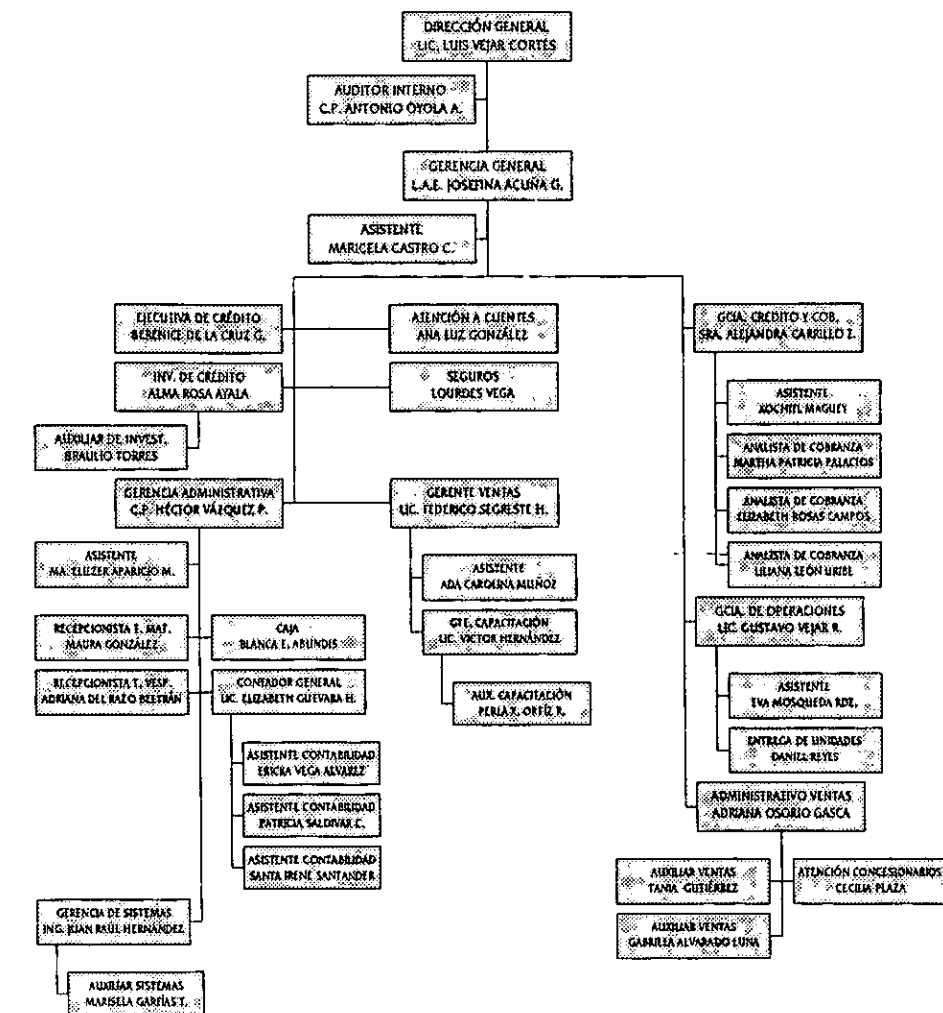 DIRECCIÓN GENERAL
LIC. LUIS VEJAR CORTÉS
AUDITOR INTERNO
C.P. ANTONIO OYOLA A.
GERENCIA GENERAL
L.A.E. JOSEFINA ACUÑA G.
ASISTENTE
MARICELA CASTRO C.
EJECUTIVA DE CRÉDITO
BERENICE DE LA CRUZ G.
ATENCIÓN A CLIENTES
ANA LUZ GONZÁLEZ
INV. DE CRÉDITO
ALMA ROSA AYALA
SEGUROS
LOURDES VEGA
AUXILIAR DE INVEST.
BRAULIO TORRES
GERENCIA ADMINISTRATIVA
C.P. HÉCTOR VÁZQUEZ P.
GERENTE VENTAS
LIC. FEDERICO SEGRESTE H.
ASISTENTE
MA. ELIEZER APARICIO M.
ASISTENTE
ADA CAROLINA MUÑOZ
RECEPCIONISTA T. MAT.
MAURA GONZÁLEZ
CAJA
BLANCA E. ABUNDIS
GTE. CAPACITACIÓN
LIC. VICTOR HERNÁNDEZ
RECEPCIONISTA T. VESP.
ADRIANA DEL RAZO BELTRÁN
CONTADOR GENERAL
LIC. ELIZABETH GUEVARA H.
AUX. CAPACITACIÓN
PERLA X. ORTÍZ R.
ASISTENTE CONTABILIDAD
ERICKA VEGA ALVAREZ
ASISTENTE CONTABILIDAD
PATRICIA SALDIVAR C.
ASISTENTE CONTABILIDAD
SANTA IRENE SANTANDER
GERENCIA DE SISTEMAS
ING. JUAN RAÚL HERNÁNDEZ
AUXILIAR SISTEMAS
MARISELA GARFIAS T.
GCIA. CREDITO Y COB.
SRA. ALEJANDRA CARRILLO Z.
ASISTENTE
XOCHITL MAGUEY
ANALISTA DE COBRANZA
MARTHA PATRICIA PALACIOS
ANALISTA DE COBRANZA
ELIZABETH ROSAS CAMPOS
ANALISTA DE COBRANZA
LILIANA LEÓN URIBE
GCIA. DE OPERACIONES
LIC. GUSTAVO VEJAR R.
ASISTENTE
EVA MOSQUEDA RDZ.
ENTREGA DE UNIDADES
DANIEL REYES
ADMINISTRATIVO VENTAS
ADRIANA OSORIO GASCA
AUXILIAR VENTAS
TANIA GUTIÉRREZ
ATENCIÓN CONCESIONARIOS
CECILIA PLAZA
AUXILIAR VENTAS
GABRILLA ALVARADO LUNA